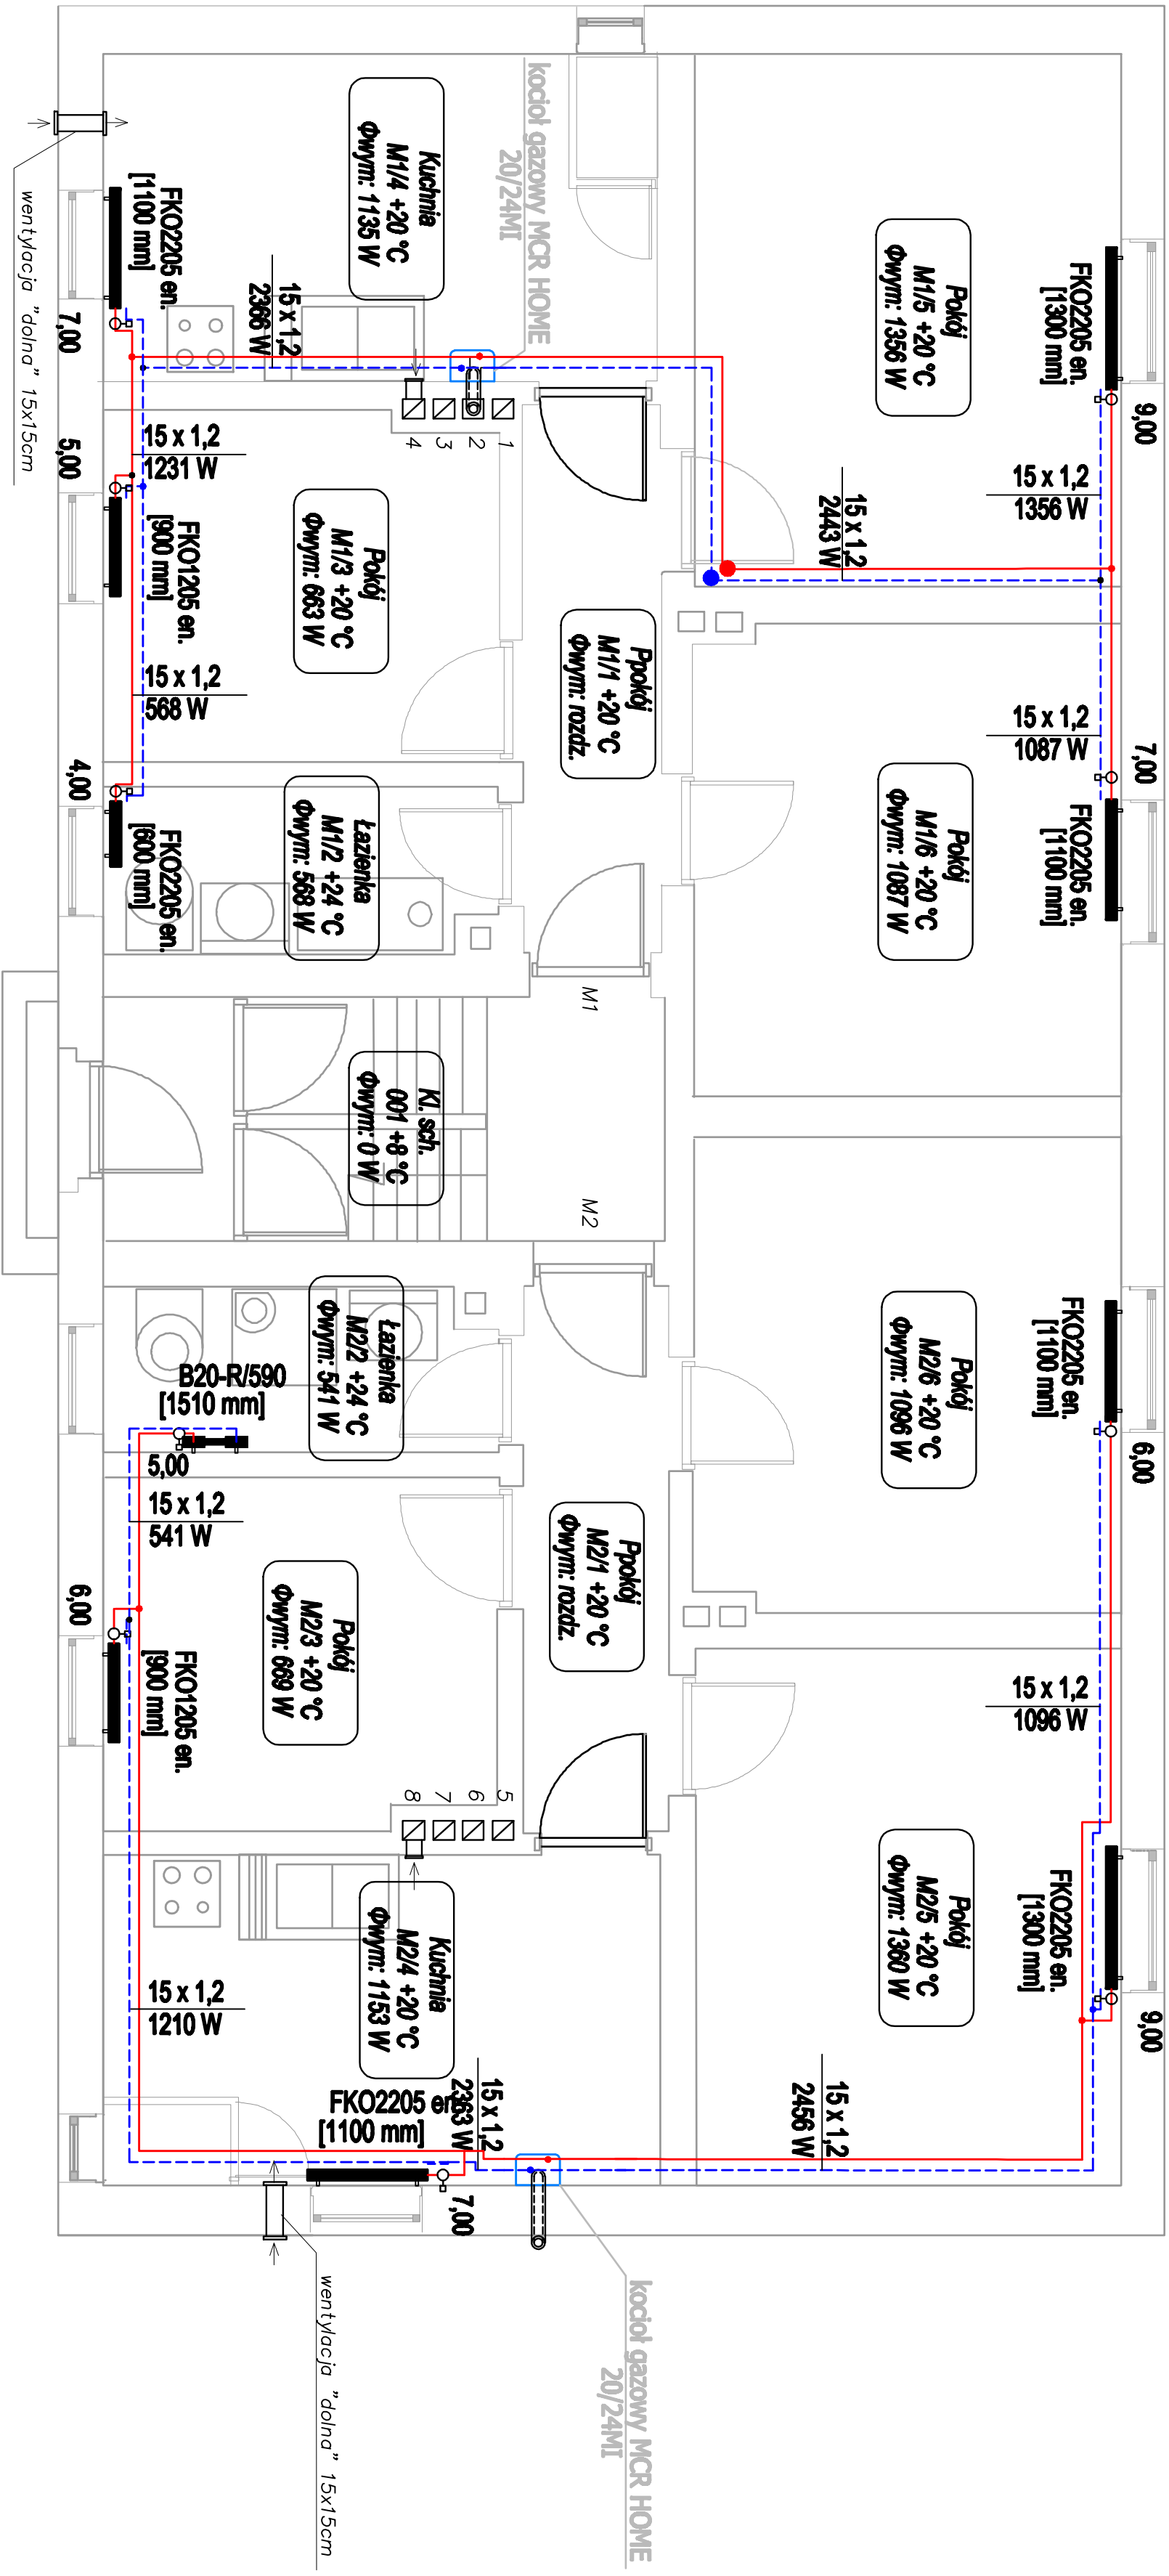 kocioł gazowy MCR HOME
20/24MI
Kuchnia
M1/4 +20 °C
Φwym: 1135 W
FKO2205 en.
[1100 mm]
7,00
wentylacja "dolna" 15x15cm
15 x 1,2
2366 W
Pokój
M1/5 +20 °C
Φwym: 1356 W
FKO2205 en.
[1300 mm]
9,00
15 x 1,2
1356 W
15 x 1,2
2443 W
1
2
3
4
15 x 1,2
1231 W
5,00
FKO1205 en.
[900 mm]
Pokój
M1/3 +20 °C
Φwym: 663 W
15 x 1,2
568 W
Ppokój
M1/1 +20 °C
Φwym: rozdz.
15 x 1,2
1087 W
7,00
FKO2205 en.
[1100 mm]
Pokój
M1/6 +20 °C
Φwym: 1087 W
4,00
FKO2205 en.
[600 mm]
Łazienka
M1/2 +24 °C
Φwym: 568 W
M1
Kl. sch.
001 +8 °C
Φwym: 0 W
M2
Łazienka
M2/2 +24 °C
Φwym: 541 W
B20-R/590
[1510 mm]
5,00
15 x 1,2
541 W
Pokój
M2/6 +20 °C
Φwym: 1096 W
FKO2205 en.
[1100 mm]
6,00
Ppokój
M2/1 +20 °C
Φwym: rozdz.
Pokój
M2/3 +20 °C
Φwym: 669 W
6,00
FKO1205 en.
[900 mm]
15 x 1,2
1096 W
5
6
7
8
Kuchnia
M2/4 +20 °C
Φwym: 1153 W
15 x 1,2
1210 W
Pokój
M2/5 +20 °C
Φwym: 1360 W
FKO2205 en.
[1300 mm]
9,00
FKO2205 en.
[1100 mm]
7,00
15 x 1,2
2363 W
15 x 1,2
2456 W
kocioł gazowy MCR HOME
20/24MI
wentylacja "dolna" 15x15cm